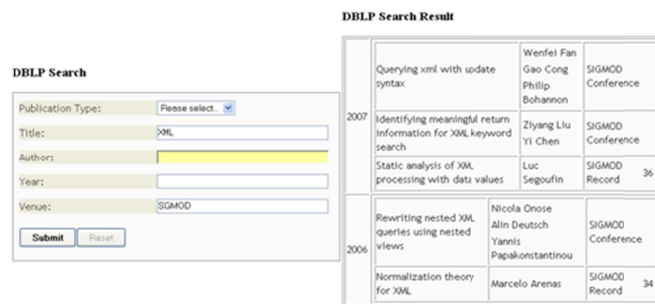 DBLP Search
Publication Type:
Please select..
Title:
XML
Author:
Year:
Venue:
SIGMOD
Submit
Reset
DBLP Search Result
2007
Querying xml with update
syntax
Wenfei Fan
Gao Cong
Philip
Bohannon
SIGMOD
Conference
Identifying meaningful return
information for XML keyword
search
Ziyang Liu
Yi Chen
SIGMOD
Conference
Static analysis of XML
processing with data values
Luc
Segoufin
SIGMOD
Record
36
2006
Rewriting nested XML
queries using nested
views
Nicola Onose
Alin Deutsch
Yannis
Papakonstantinou
SIGMOD
Conference
Normalization theory
for XML
Marcelo Arenas
SIGMOD
Record
34